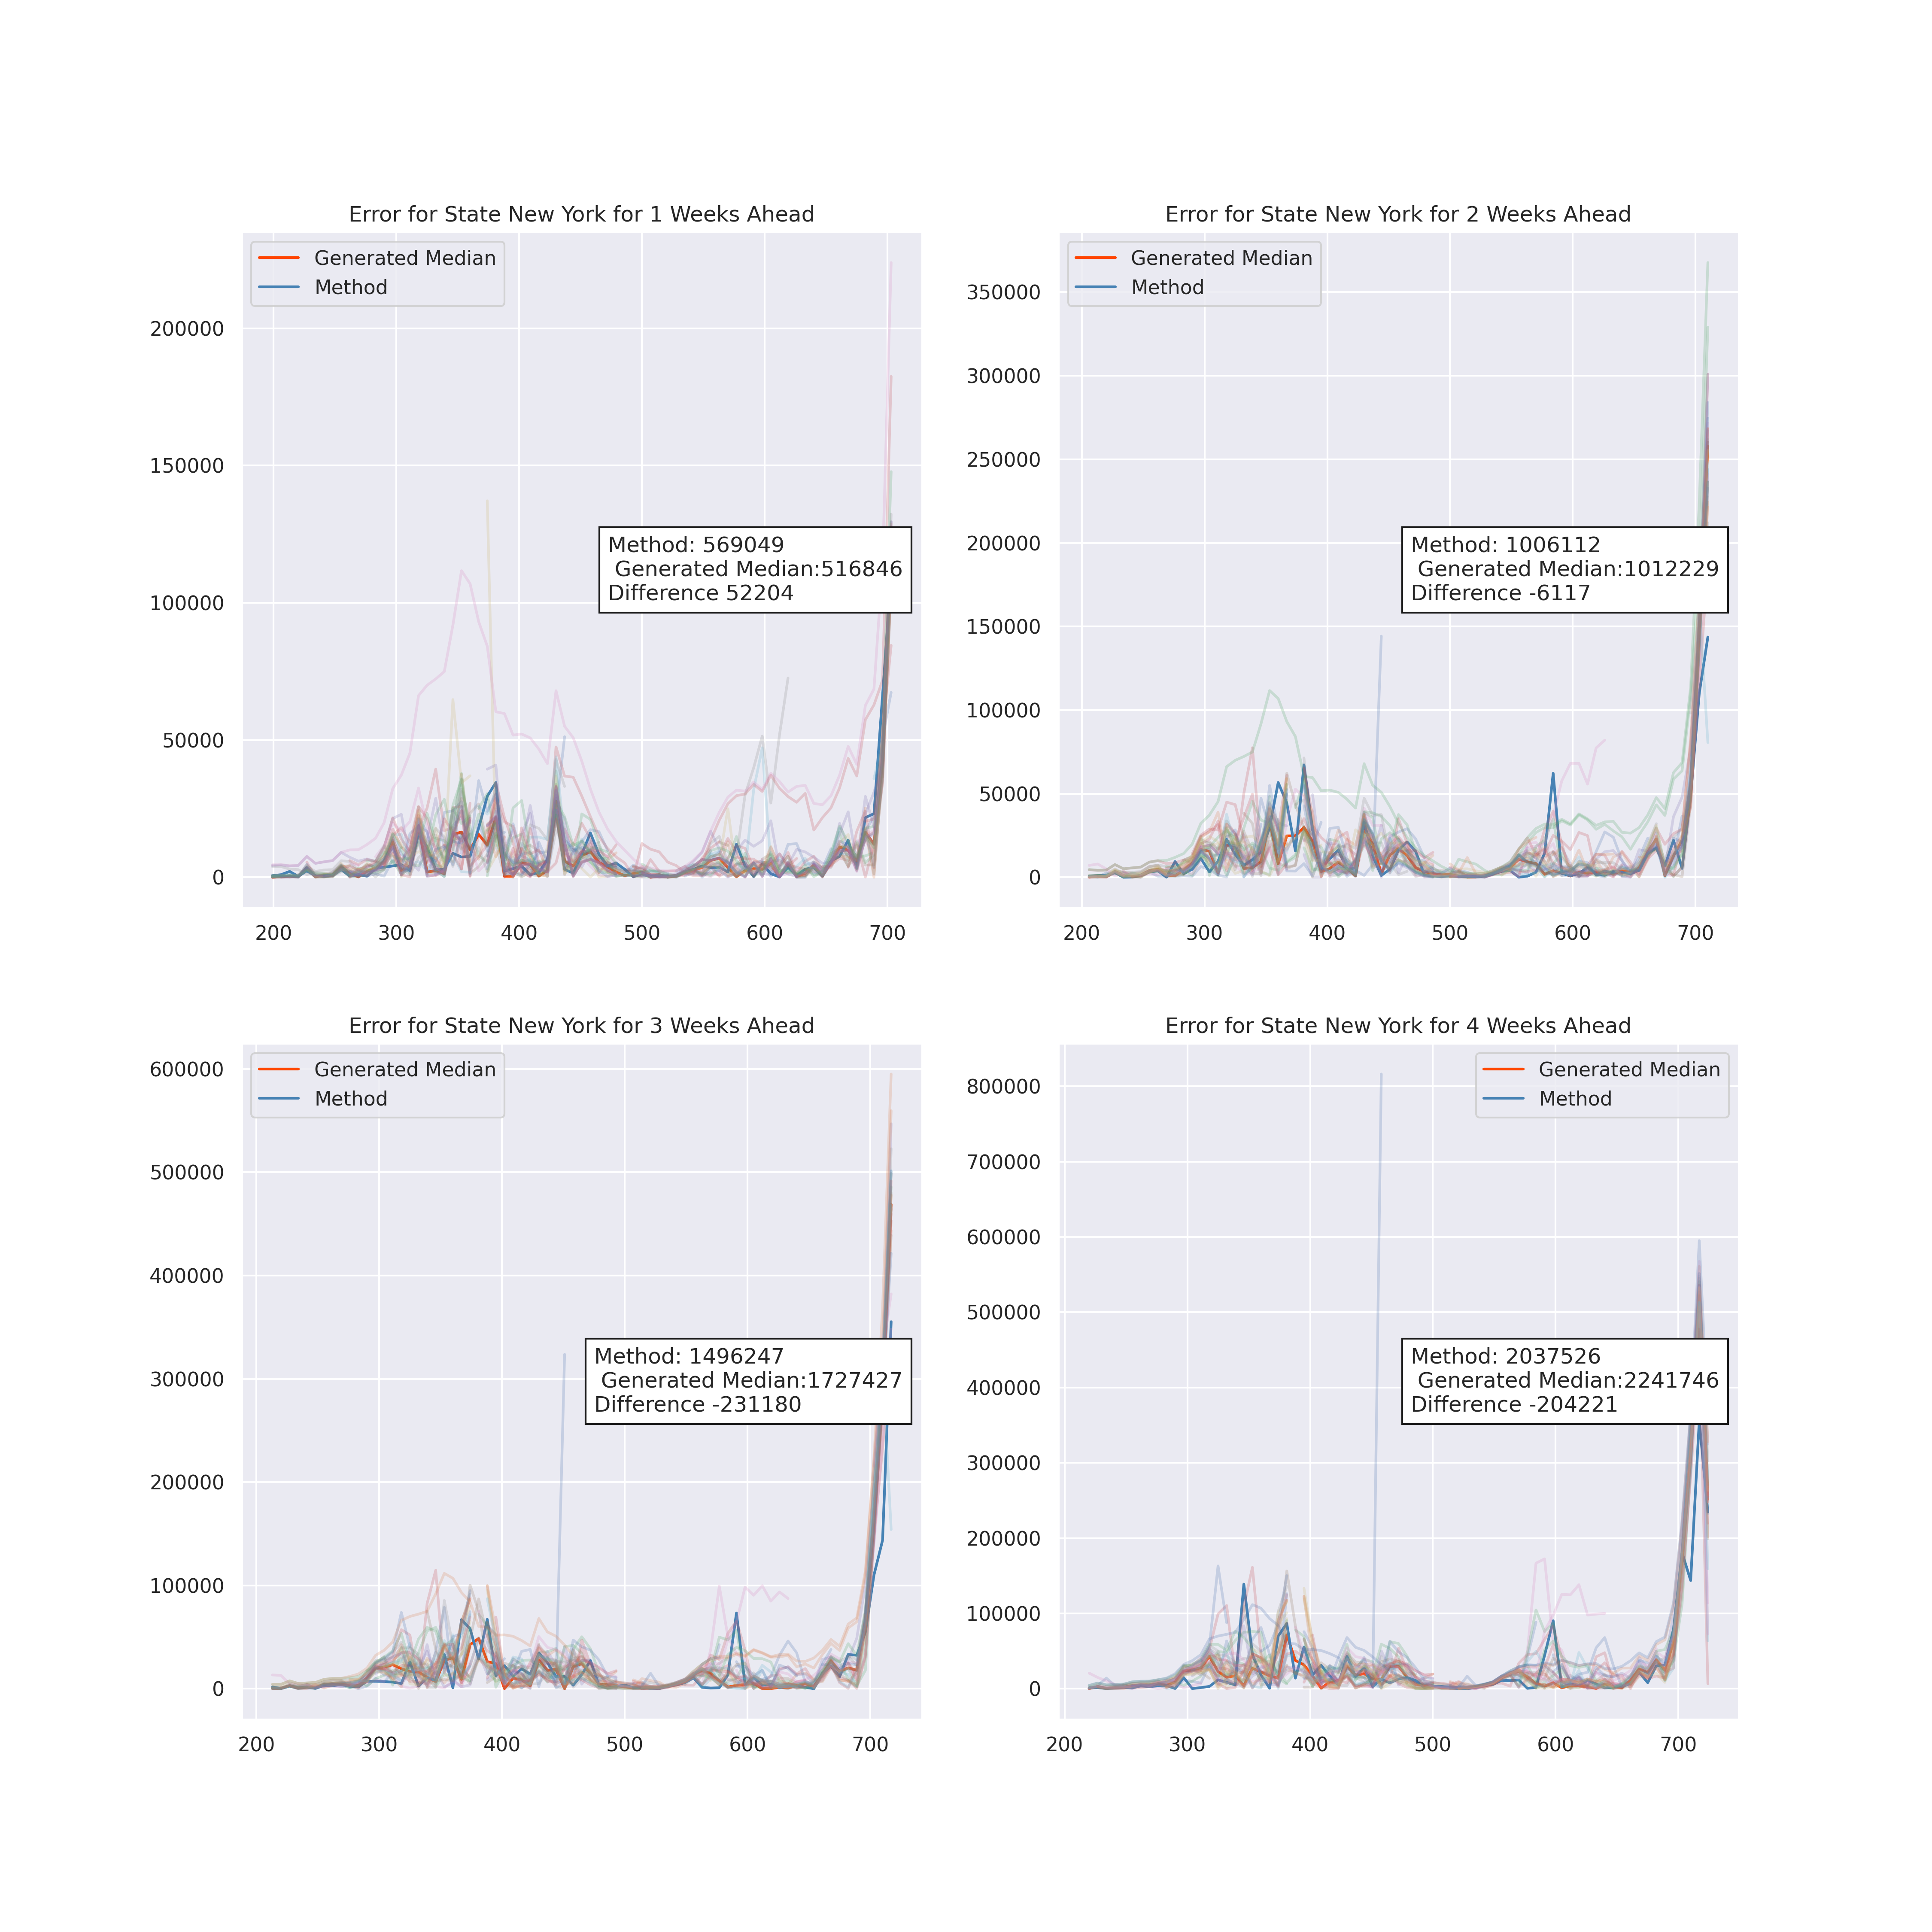 Error for State New York for 1 Weeks Ahead
Generated Median
Method
200000
150000
100000
50000
0
200 300 400 500 600 700
Method: 569049
Generated Median:516846
Difference 52204
Error for State New York for 2 Weeks Ahead
Generated Median
Method
350000
300000
250000
200000
150000
100000
50000
0
200 300 400 500 600 700
Method: 1006112
Generated Median:1012229
Difference -6117
Error for State New York for 3 Weeks Ahead
Generated Median
Method
600000
500000
400000
300000
200000
100000
0
200 300 400 500 600 700
Method: 1496247
Generated Median:1727427
Difference -231180
Error for State New York for 4 Weeks Ahead
Generated Median
Method
800000
700000
600000
500000
400000
300000
200000
100000
0
200 300 400 500 600 700
Method: 2037526
Generated Median:2241746
Difference -204221